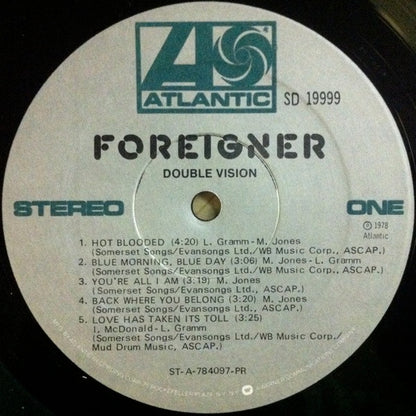 ATLANTIC
SD 19999
FOREIGNER
DOUBLE VISION
STEREO
ONE
Ⓟ 1978
Atlantic
1. HOT BLOODED (4:20) L. Gramm-M. Jones
(Somerset Songs/Evansongs Ltd./WB Music Corp., ASCAP.)
2. BLUE MORNING, BLUE DAY (3:06) M. Jones-L. Gramm
(Somerset Songs/Evansongs Ltd./WB Music Corp., ASCAP.)
3. YOU'RE ALL I AM (3:19) M. Jones
(Somerset Songs/Evansongs Ltd., ASCAP.)
4. BACK WHERE YOU BELONG (3:20) M. Jones
(Somerset Songs/Evansongs Ltd., ASCAP.)
5. LOVE HAS TAKEN ITS TOLL (3:25)
I. McDonald-L. Gramm
(Somerset Songs/Evansongs Ltd./WB Music Corp./
Mud Drum Music, ASCAP.)
ST-A-784097-PR